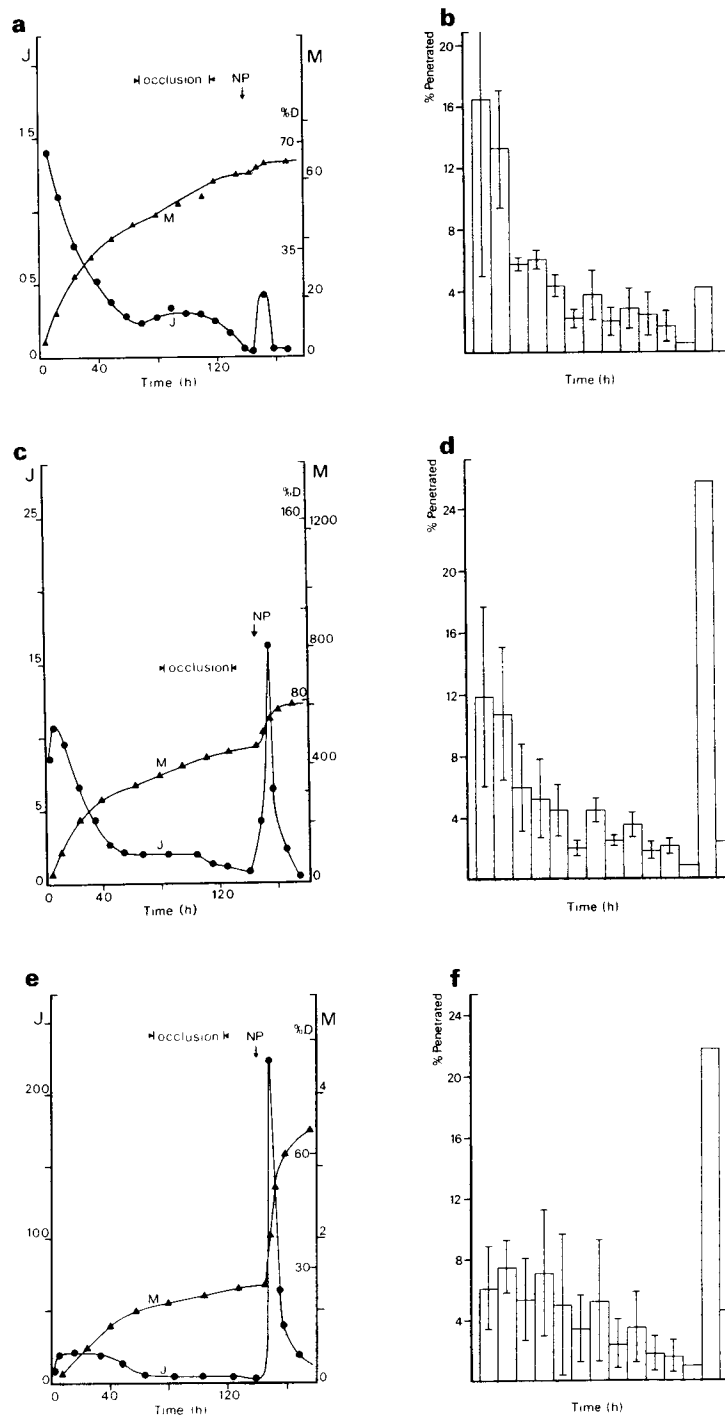 a
J
M
occlusion
NP
%D
15
70
60
M
35
05
J
20
0
0
40
120
Time (h)
b
% Penetrated
20
16
12
8
4
Time (h)
c
J
M
%D
25
160
1200
NP
15
occlusion
800
80
M
400
5
J
0
0
0
40
120
Time (h)
d
% Penetrated
24
20
16
12
8
4
Time (h)
e
J
M
occlusion
NP
%D
200
4
60
100
2
M
30
J
0
0
0
40
120
Time (h)
f
% Penetrated
24
20
16
12
8
4
Time (h)